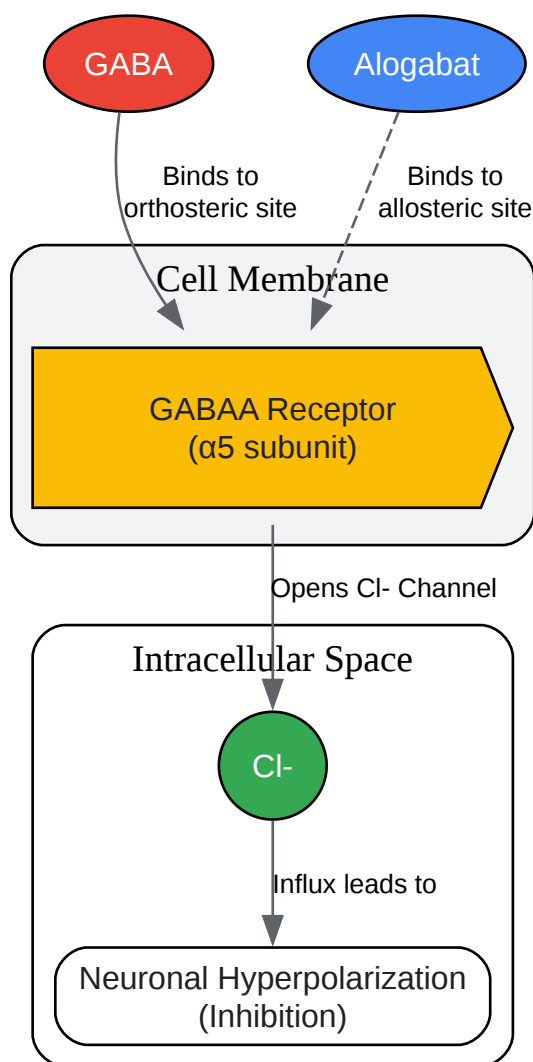 GABA
Alogabat
Binds to
orthosteric site
Binds to
allosteric site
Cell Membrane
GABAA Receptor
(α5 subunit)
Opens Cl- Channel
Intracellular Space
Cl-
Influx leads to
Neuronal Hyperpolarization
(Inhibition)